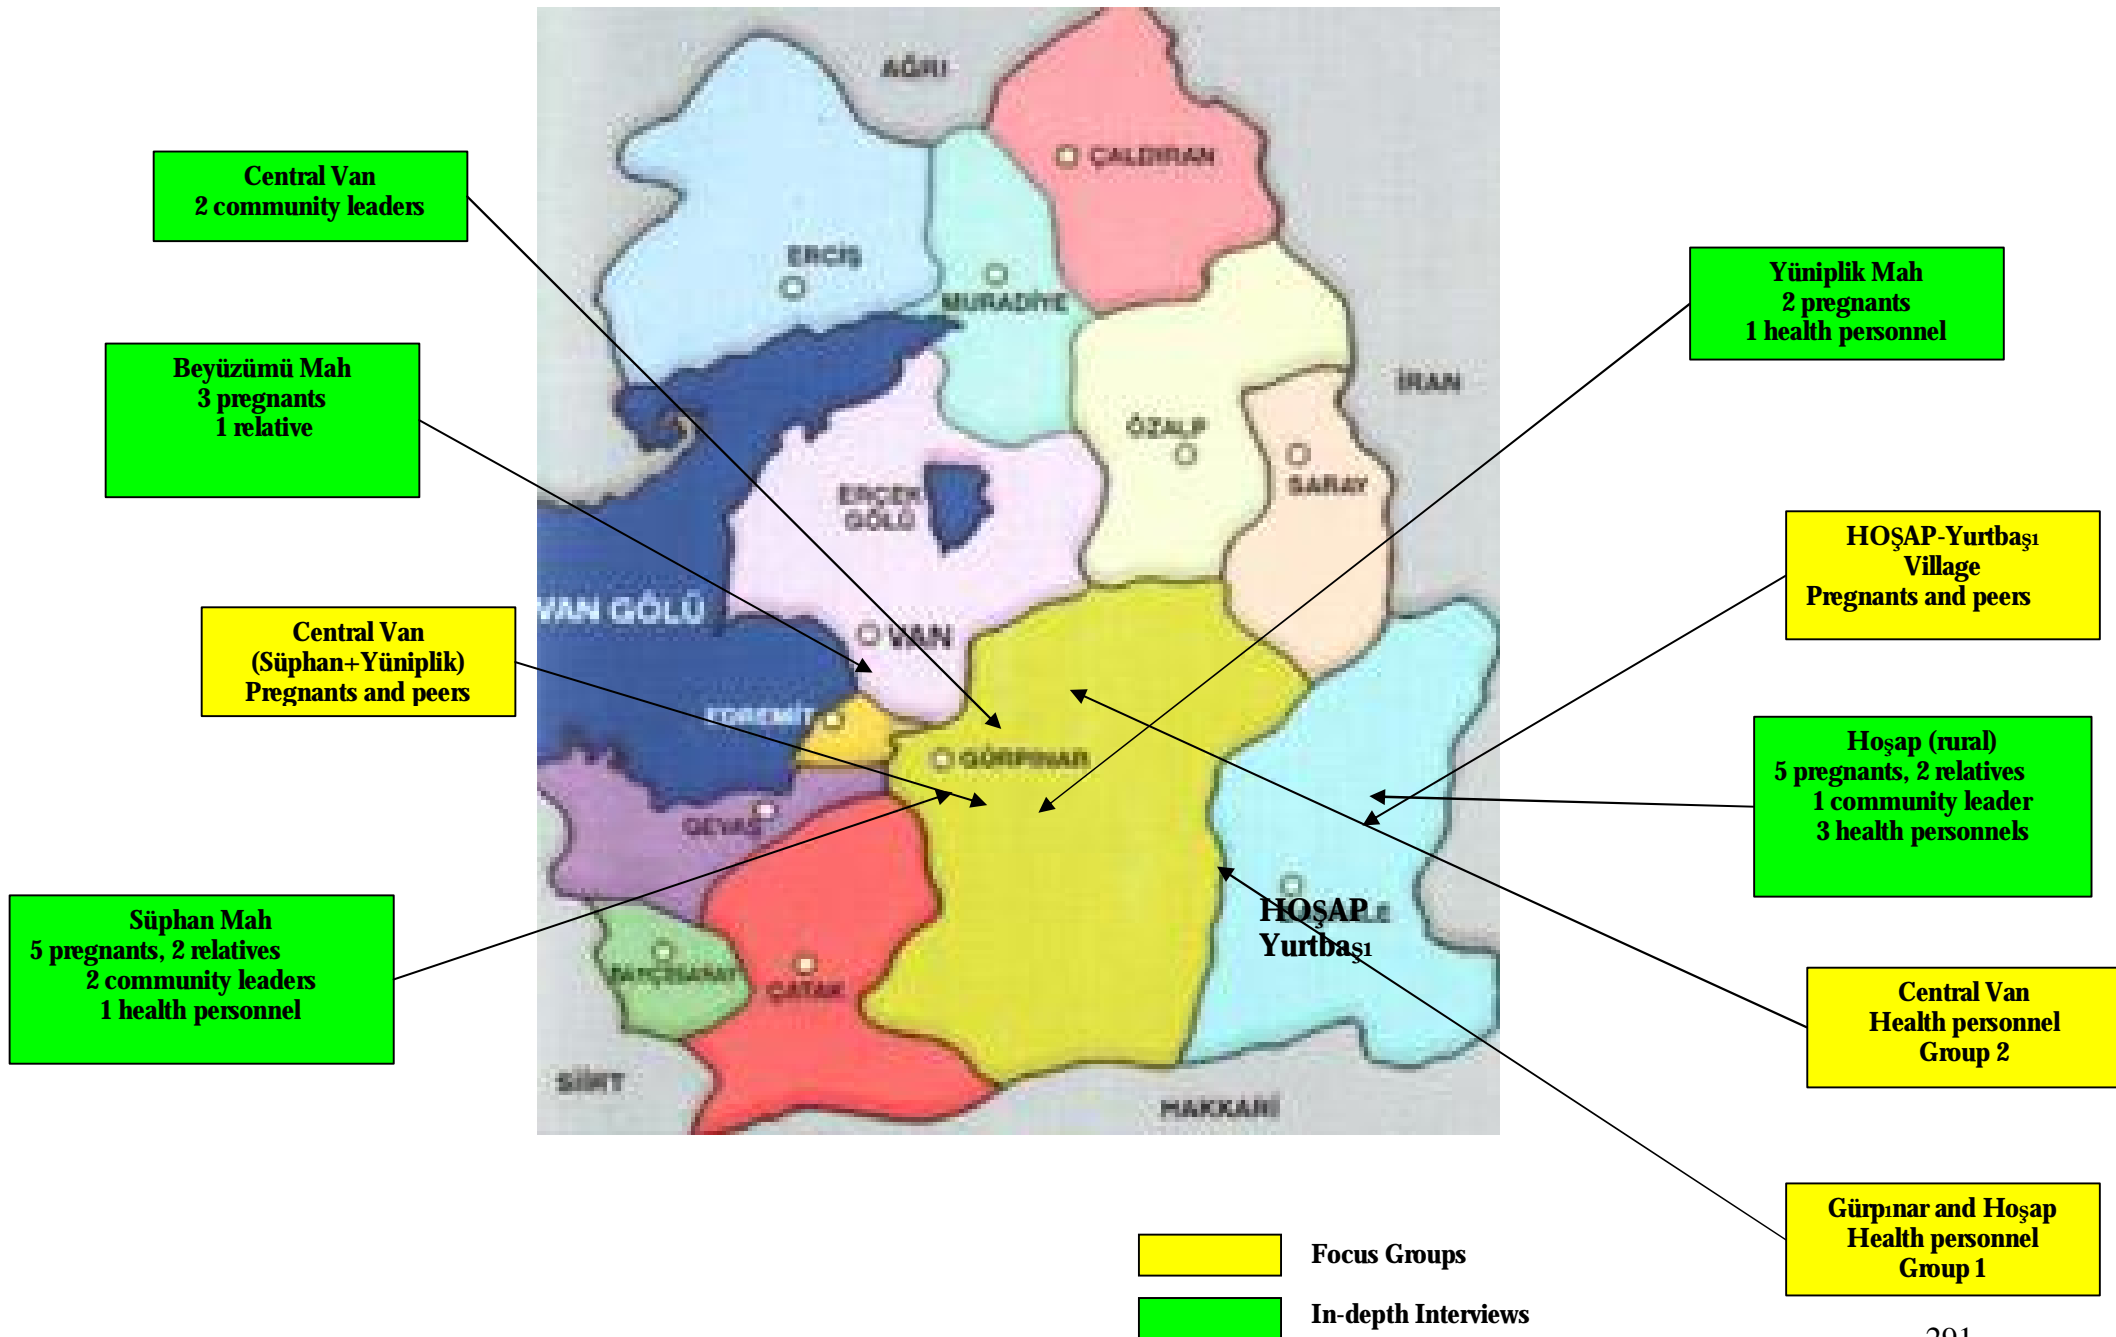 AĞRI
ÇALDIRAN
Central Van
2 community leaders
ERCİŞ
MURADİYE
Yüniplik Mah
2 pregnants
1 health personnel
Beyüzümü Mah
3 pregnants
1 relative
İRAN
ÖZALP
SARAY
ERÇEK
GÖLÜ
HOŞAP-Yurtbaşı
Village
Pregnants and peers
VAN GÖLÜ
VAN
Central Van
(Süphan+Yüniplik)
Pregnants and peers
EDREMİT
GÜRPINAR
Hoşap (rural)
5 pregnants, 2 relatives
1 community leader
3 health personnels
GEVAŞ
Süphan Mah
5 pregnants, 2 relatives
2 community leaders
1 health personnel
HOŞAP
Yurtbaşı
BAHÇESARAY
ÇATAK
Central Van
Health personnel
Group 2
SİİRT
HAKKARİ
Gürpınar and Hoşap
Health personnel
Group 1
Focus Groups
In-depth Interviews
291